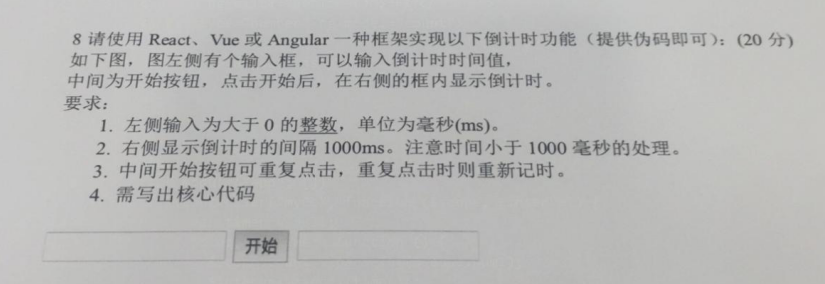 8 请使用 React、Vue 或 Angular 一种框架实现以下倒计时功能（提供伪码即可）：(20 分)
如下图，图左侧有个输入框，可以输入倒计时时间值，
中间为开始按钮，点击开始后，在右侧的框内显示倒计时。
要求：
1. 左侧输入为大于 0 的整数，单位为毫秒(ms)。
2. 右侧显示倒计时的间隔 1000ms。注意时间小于 1000 毫秒的处理。
3. 中间开始按钮可重复点击，重复点击时则重新记时。
4. 需写出核心代码
开始